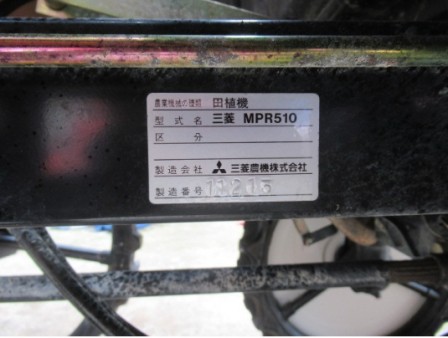 農業機械の種類 田植機
型式名 三菱 MPR510
区分
製造会社 三菱農機株式会社
製造番号 11213